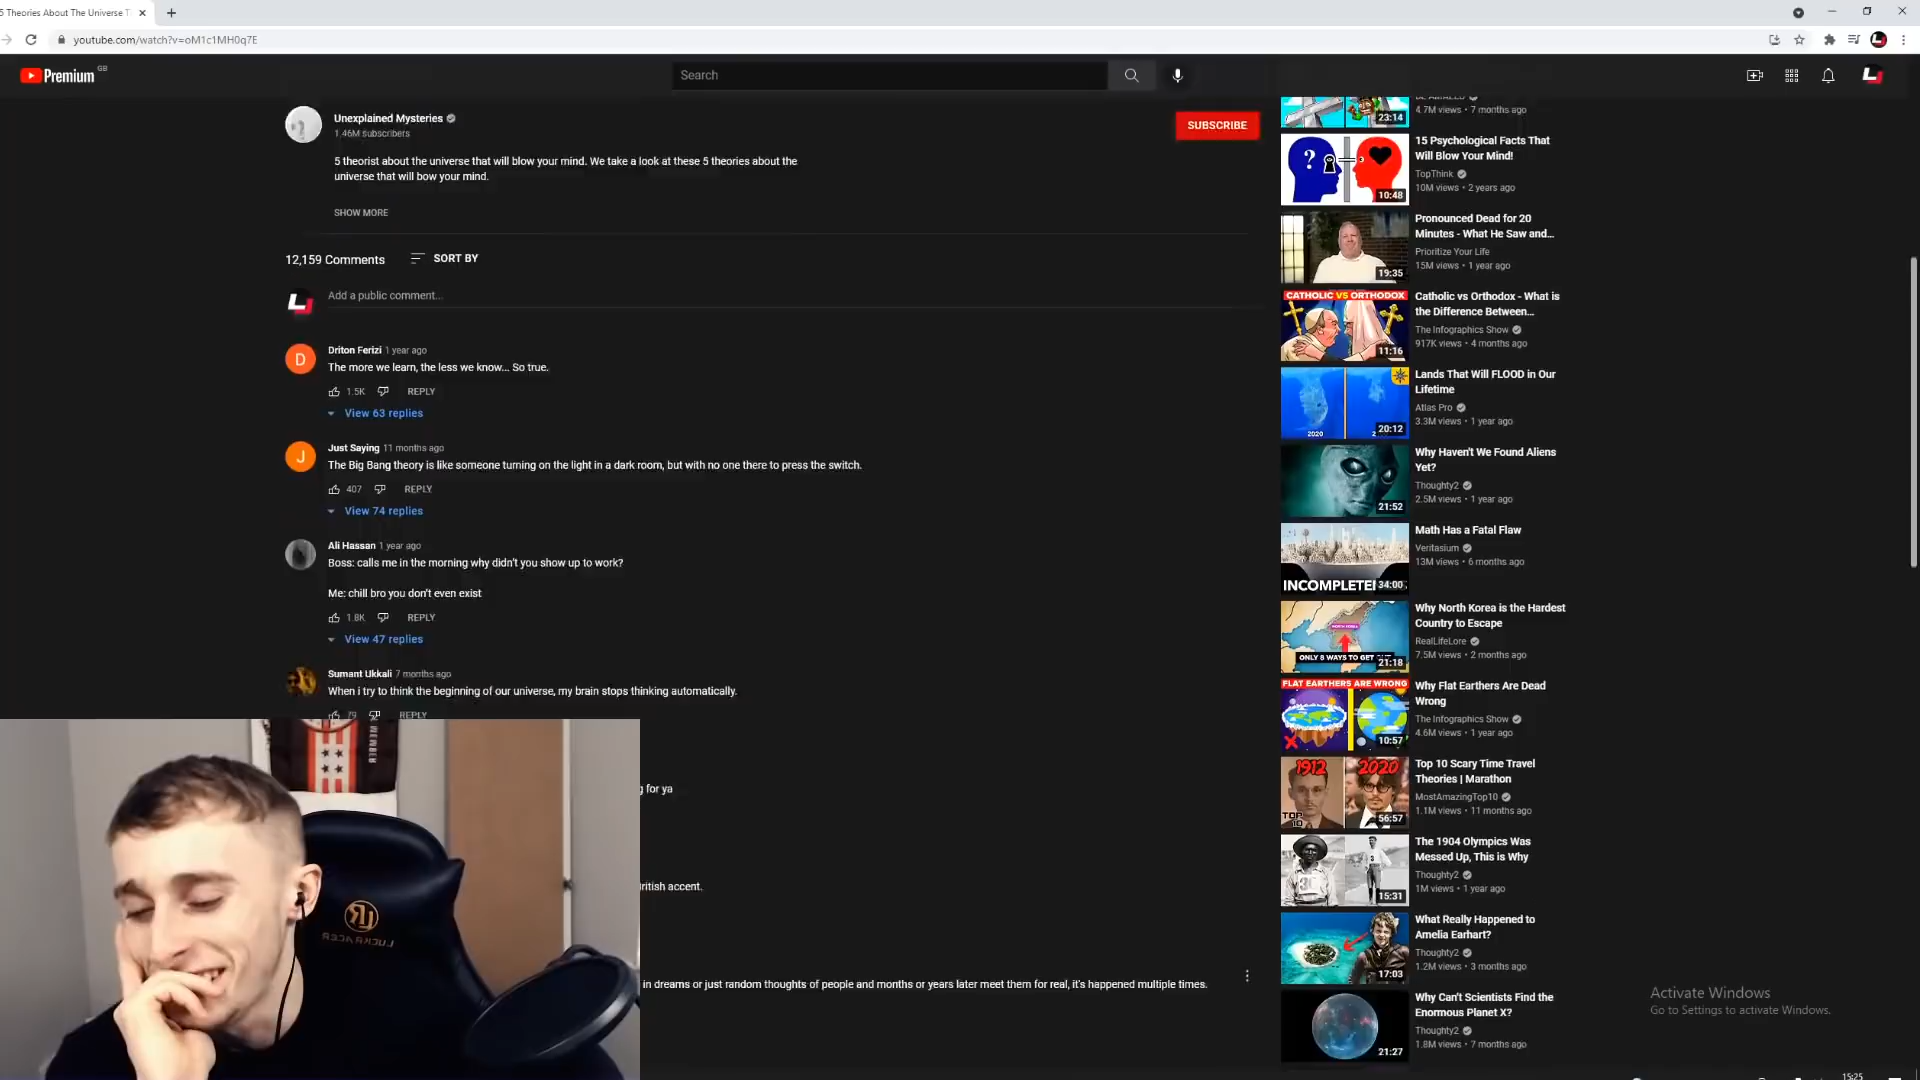 5 Theories About The Universe T
youtube.com/watch?v=oM1c1MH0q7E
Premium GB
Search
Unexplained Mysteries
1.46M subscribers
SUBSCRIBE
5 theorist about the universe that will blow your mind. We take a look at these 5 theories about the
universe that will bow your mind.
SHOW MORE
12,159 Comments
SORT BY
Add a public comment...
Driton Ferizi 1 year ago
The more we learn, the less we know... So true.
1.5K REPLY
View 63 replies
Just Saying 11 months ago
The Big Bang theory is like someone turning on the light in a dark room, but with no one there to press the switch.
407 REPLY
View 74 replies
Ali Hassan 1 year ago
Boss: calls me in the morning why didn't you show up to work?
Me: chill bro you don't even exist
1.8K REPLY
View 47 replies
Sumant Ukkali 7 months ago
When i try to think the beginning of our universe, my brain stops thinking automatically.
79 REPLY
g for ya
ritish accent.
in dreams or just random thoughts of people and months or years later meet them for real, it's happened multiple times.
MEMBER
LUCKRACER
23:14
4.7M views • 7 months ago
?
10:48
15 Psychological Facts That
Will Blow Your Mind!
TopThink
10M views • 2 years ago
19:35
Pronounced Dead for 20
Minutes - What He Saw and...
Prioritize Your Life
15M views • 1 year ago
CATHOLIC VS ORTHODOX
11:16
Catholic vs Orthodox - What is
the Difference Between...
The Infographics Show
917K views • 4 months ago
2020
20:12
Lands That Will FLOOD in Our
Lifetime
Atlas Pro
3.3M views • 1 year ago
21:52
Why Haven't We Found Aliens
Yet?
Thoughty2
2.5M views • 1 year ago
INCOMPLETE
34:00
Math Has a Fatal Flaw
Veritasium
13M views • 6 months ago
NORTH KOREA
ONLY 8 WAYS TO GET
21:18
Why North Korea is the Hardest
Country to Escape
RealLifeLore
7.5M views • 2 months ago
FLAT EARTHERS ARE WRONG
10:57
Why Flat Earthers Are Dead
Wrong
The Infographics Show
4.6M views • 1 year ago
1912 2020
TOP 10
56:57
Top 10 Scary Time Travel
Theories | Marathon
MostAmazingTop10
1.1M views • 11 months ago
15:31
The 1904 Olympics Was
Messed Up, This is Why
Thoughty2
1M views • 1 year ago
17:03
What Really Happened to
Amelia Earhart?
Thoughty2
1.2M views • 3 months ago
21:27
Why Can't Scientists Find the
Enormous Planet X?
Thoughty2
1.8M views • 7 months ago
Activate Windows
Go to Settings to activate Windows.
15:25